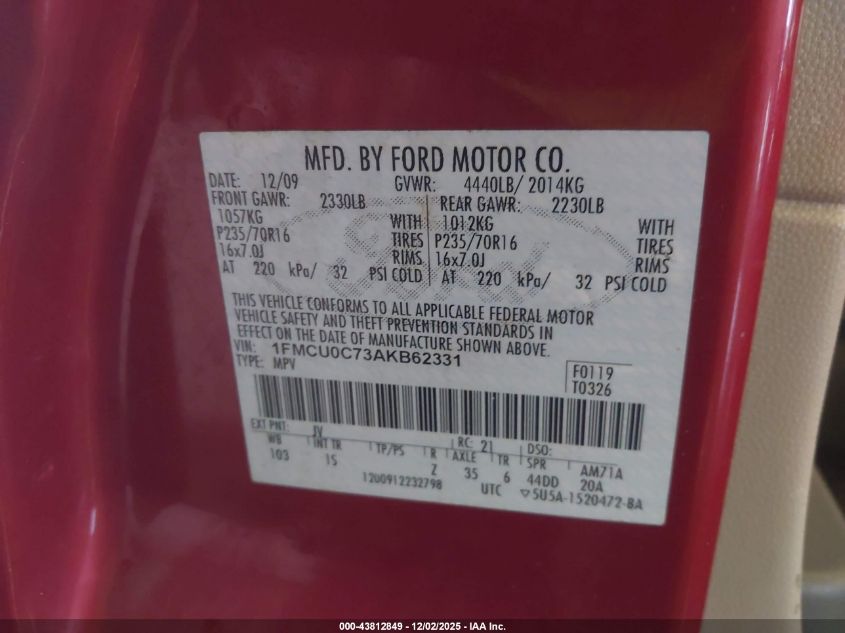 MFD. BY FORD MOTOR CO.
DATE: 12/09 GVWR: 4440LB/ 2014KG
FRONT GAWR: 2330LB REAR GAWR: 2230LB
1057KG WITH 1012KG WITH
P235/70R16 TIRES P235/70R16 TIRES
16x7.0J RIMS 16x7.0J RIMS
AT 220 kPa/ 32 PSI COLD AT 220 kPa/ 32 PSI COLD
THIS VEHICLE CONFORMS TO ALL APPLICABLE FEDERAL MOTOR
VEHICLE SAFETY AND THEFT PREVENTION STANDARDS IN
EFFECT ON THE DATE OF MANUFACTURE SHOWN ABOVE.
VIN: 1FMCU0C73AKB62331
TYPE: MPV
F0119
T0326
EXT PNT: JV RC: 21 DSO:
WB INT TR TP/PS R AXLE TR SPR AM71A
103 IS Z 35 6 44DD 20A
1200912232798 UTC ▽5U5A-1520472-BA
000-43812849 - 12/02/2025 - IAA Inc.